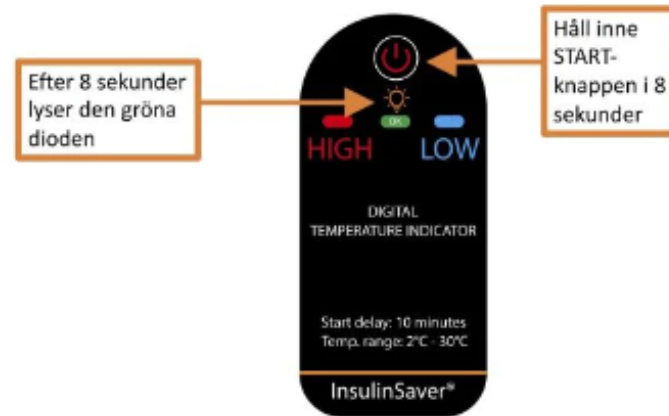 Håll inne
START-
knappen i 8
sekunder
Efter 8 sekunder
lyser den gröna
dioden
OK
HIGH LOW
DIGITAL
TEMPERATURE INDICATOR
Start delay: 10 minutes
Temp. range: 2°C - 30°C
InsulinSaver®